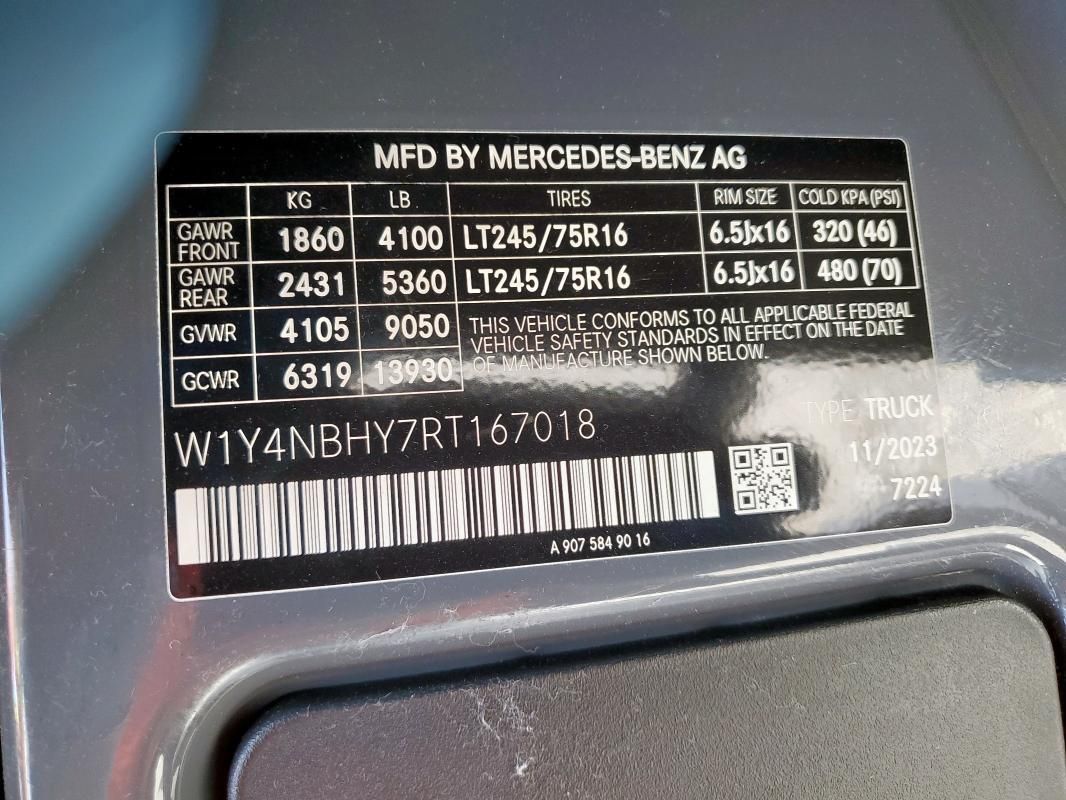 MFD BY MERCEDES-BENZ AG
KG LB TIRES RIM SIZE COLD KPA (PSI)
GAWR FRONT 1860 4100 LT245/75R16 6.5Jx16 320 (46)
GAWR REAR 2431 5360 LT245/75R16 6.5Jx16 480 (70)
GVWR 4105 9050
GCWR 6319 13930
THIS VEHICLE CONFORMS TO ALL APPLICABLE FEDERAL
VEHICLE SAFETY STANDARDS IN EFFECT ON THE DATE
OF MANUFACTURE SHOWN BELOW.
W1Y4NBHY7RT167018
TYPE TRUCK
11/2023
7224
A 907 584 90 16